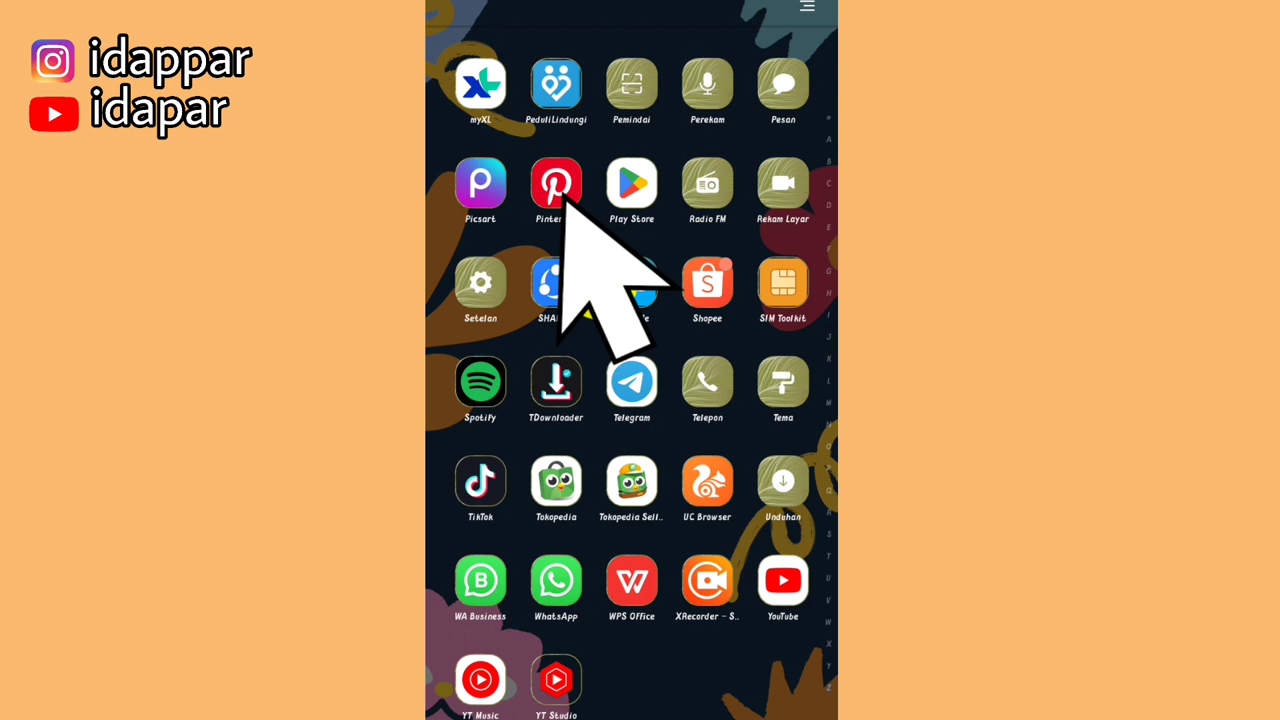 idappar
idapar
myXL
PeduliLindungi
Pemindai
Perekam
Pesan
Picsart
Play Store
Radio FM
Rekam Layar
Setelan
Shopee
SIM Toolkit
Spotify
TDownloader
Telegram
Telepon
Tema
TikTok
Tokopedia
Tokopedia Sell..
UC Browser
Unduhan
WA Business
WhatsApp
WPS Office
XRecorder - S..
YouTube
YT Music
YT Studio
#
A
B
C
D
E
F
G
H
I
J
K
L
M
N
O
P
Q
R
S
T
U
V
W
X
Y
Z